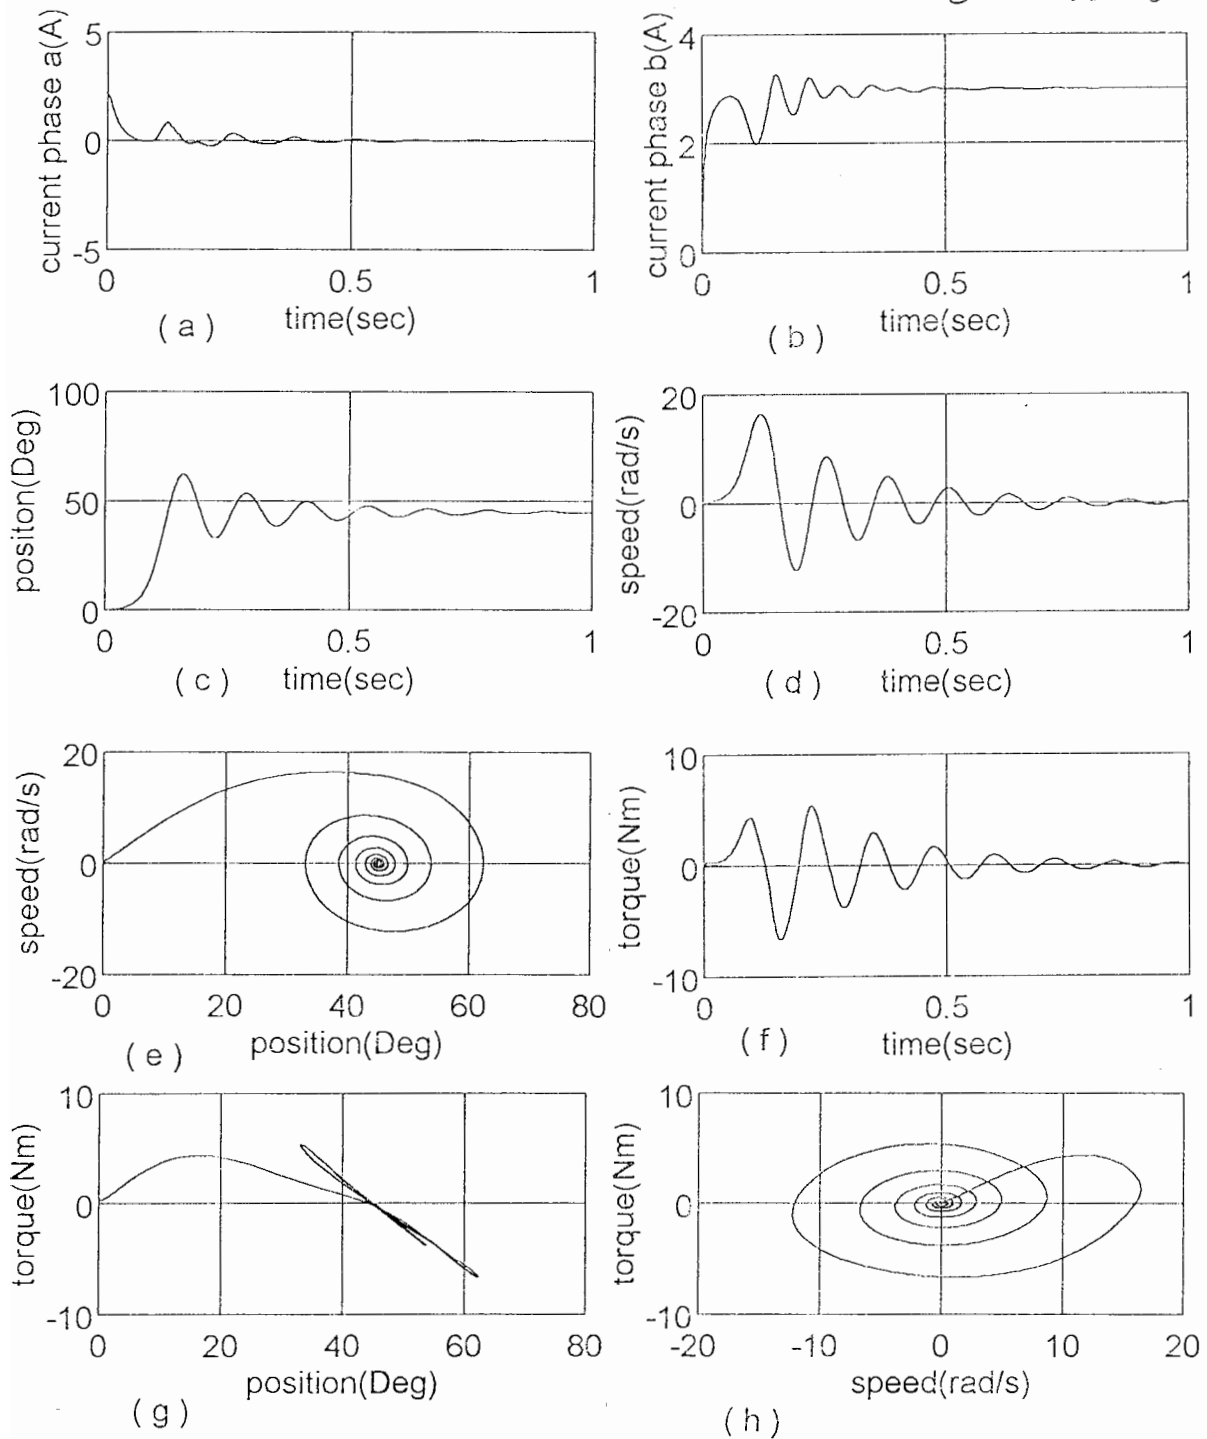 current phase a(A)
5
0
-5
0 0.5 1
time(sec)
( a )
current phase b(A)
4
2
0
0 0.5 1
time(sec)
( b )
positon(Deg)
100
50
0
0 0.5 1
( c ) time(sec)
speed(rad/s)
20
0
-20
0 0.5 1
( d ) time(sec)
speed(rad/s)
20
0
-20
0 20 40 60 80
position(Deg)
( e )
torque(Nm)
10
0
-10
0 0.5 1
( f ) time(sec)
torque(Nm)
10
0
-10
0 20 40 60 80
position(Deg)
( g )
torque(Nm)
10
0
-10
-20 -10 0 10 20
speed(rad/s)
( h )